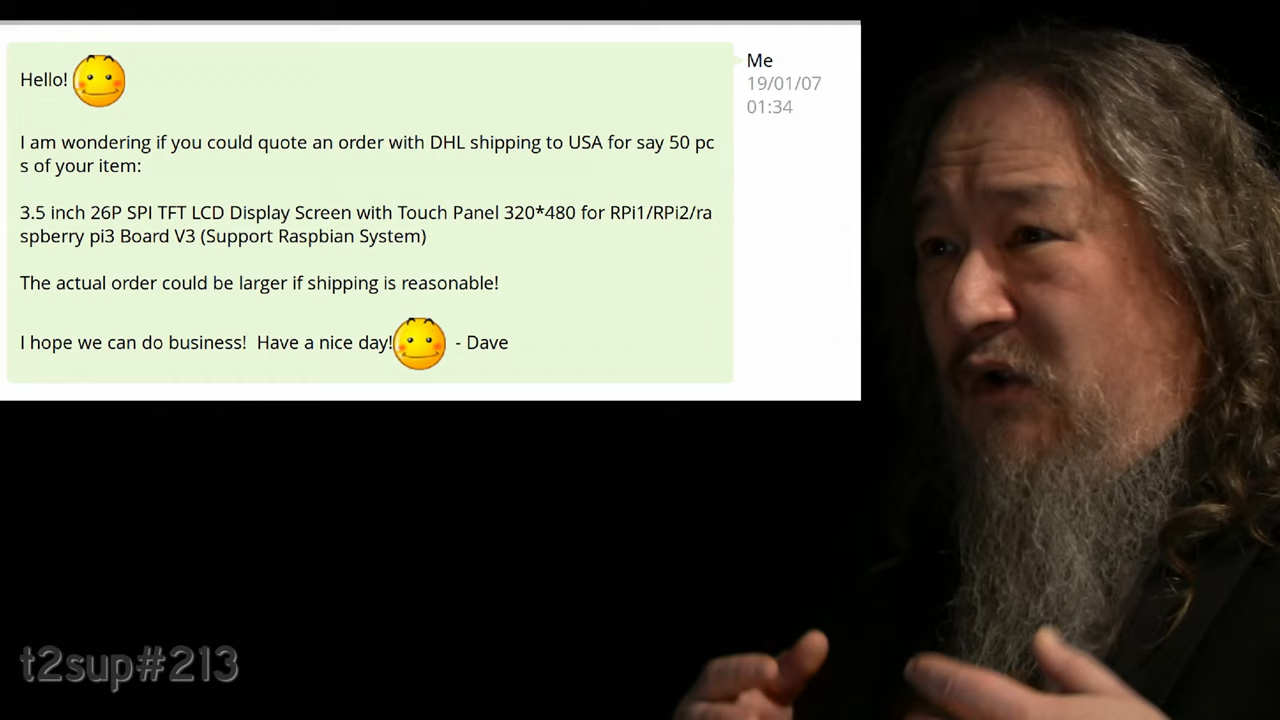 Hello!
I am wondering if you could quote an order with DHL shipping to USA for say 50 pc
s of your item:
3.5 inch 26P SPI TFT LCD Display Screen with Touch Panel 320*480 for RPi1/RPi2/ra
spberry pi3 Board V3 (Support Raspbian System)
The actual order could be larger if shipping is reasonable!
I hope we can do business!  Have a nice day! - Dave
Me
19/01/07
01:34
t2sup#213